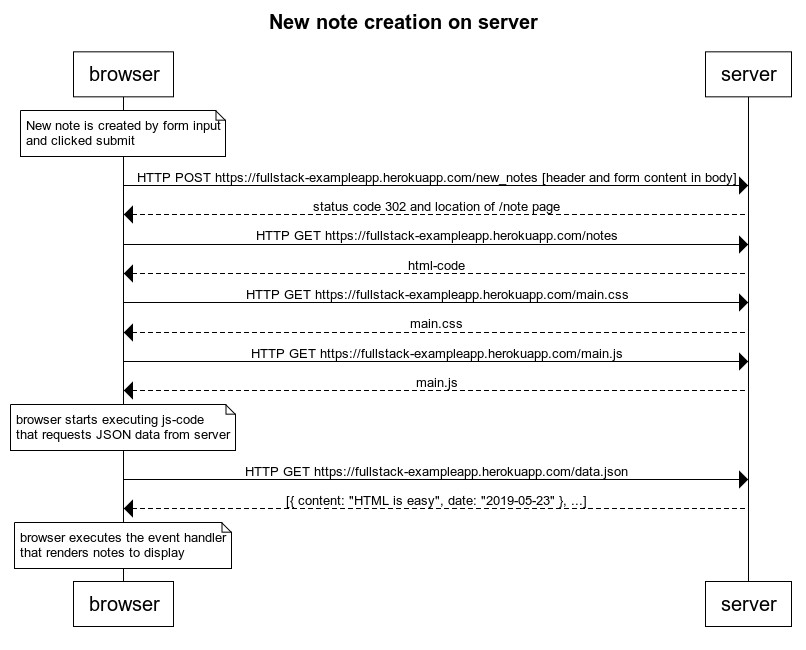 New note creation on server
browser
server
New note is created by form input
and clicked submit
HTTP POST https://fullstack-exampleapp.herokuapp.com/new_notes [header and form content in body]
status code 302 and location of /note page
HTTP GET https://fullstack-exampleapp.herokuapp.com/notes
html-code
HTTP GET https://fullstack-exampleapp.herokuapp.com/main.css
main.css
HTTP GET https://fullstack-exampleapp.herokuapp.com/main.js
main.js
browser starts executing js-code
that requests JSON data from server
HTTP GET https://fullstack-exampleapp.herokuapp.com/data.json
[{ content: "HTML is easy", date: "2019-05-23" }, ...]
browser executes the event handler
that renders notes to display
browser
server